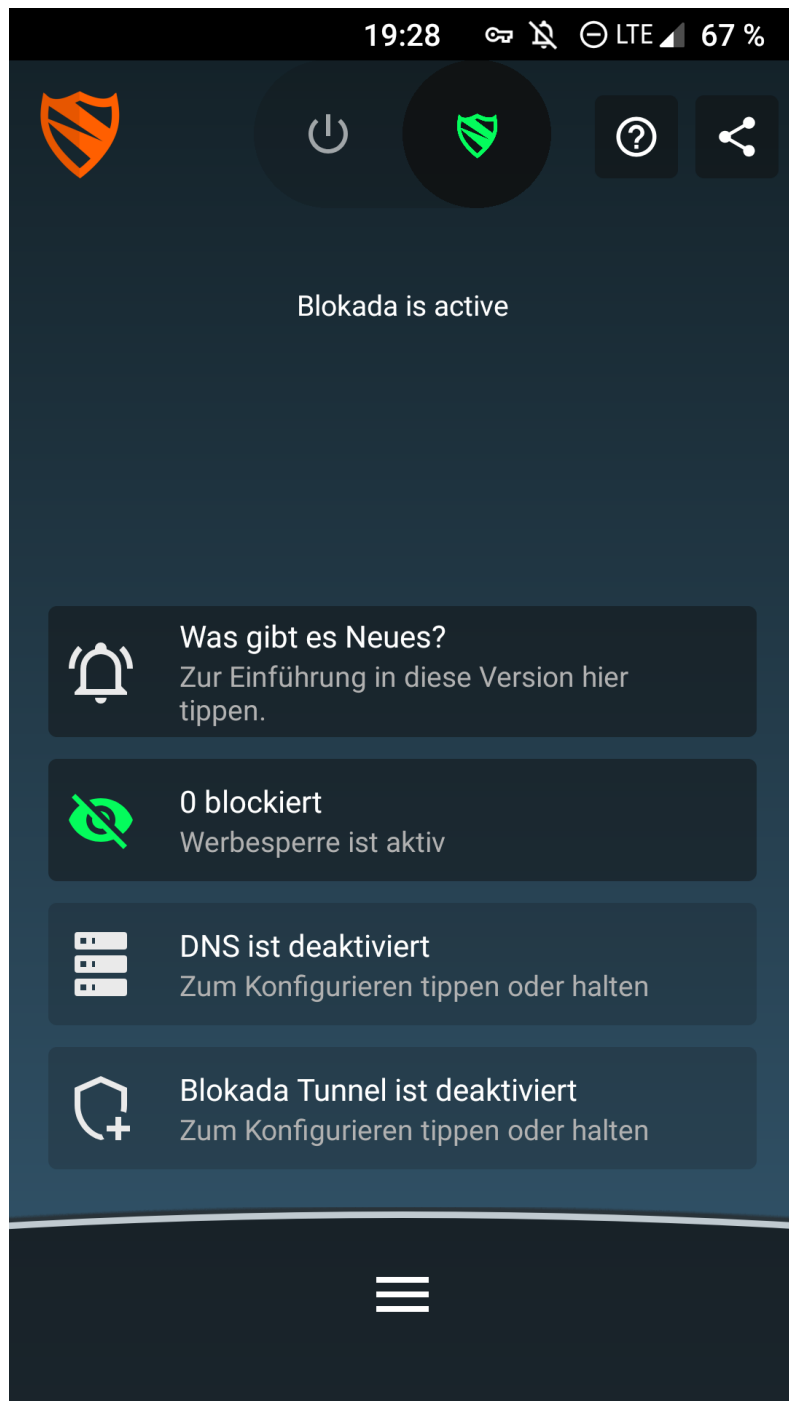 19:28 LTE 67 %
Blokada is active
Was gibt es Neues?
Zur Einführung in diese Version hier
tippen.
0 blockiert
Werbesperre ist aktiv
DNS ist deaktiviert
Zum Konfigurieren tippen oder halten
Blokada Tunnel ist deaktiviert
Zum Konfigurieren tippen oder halten